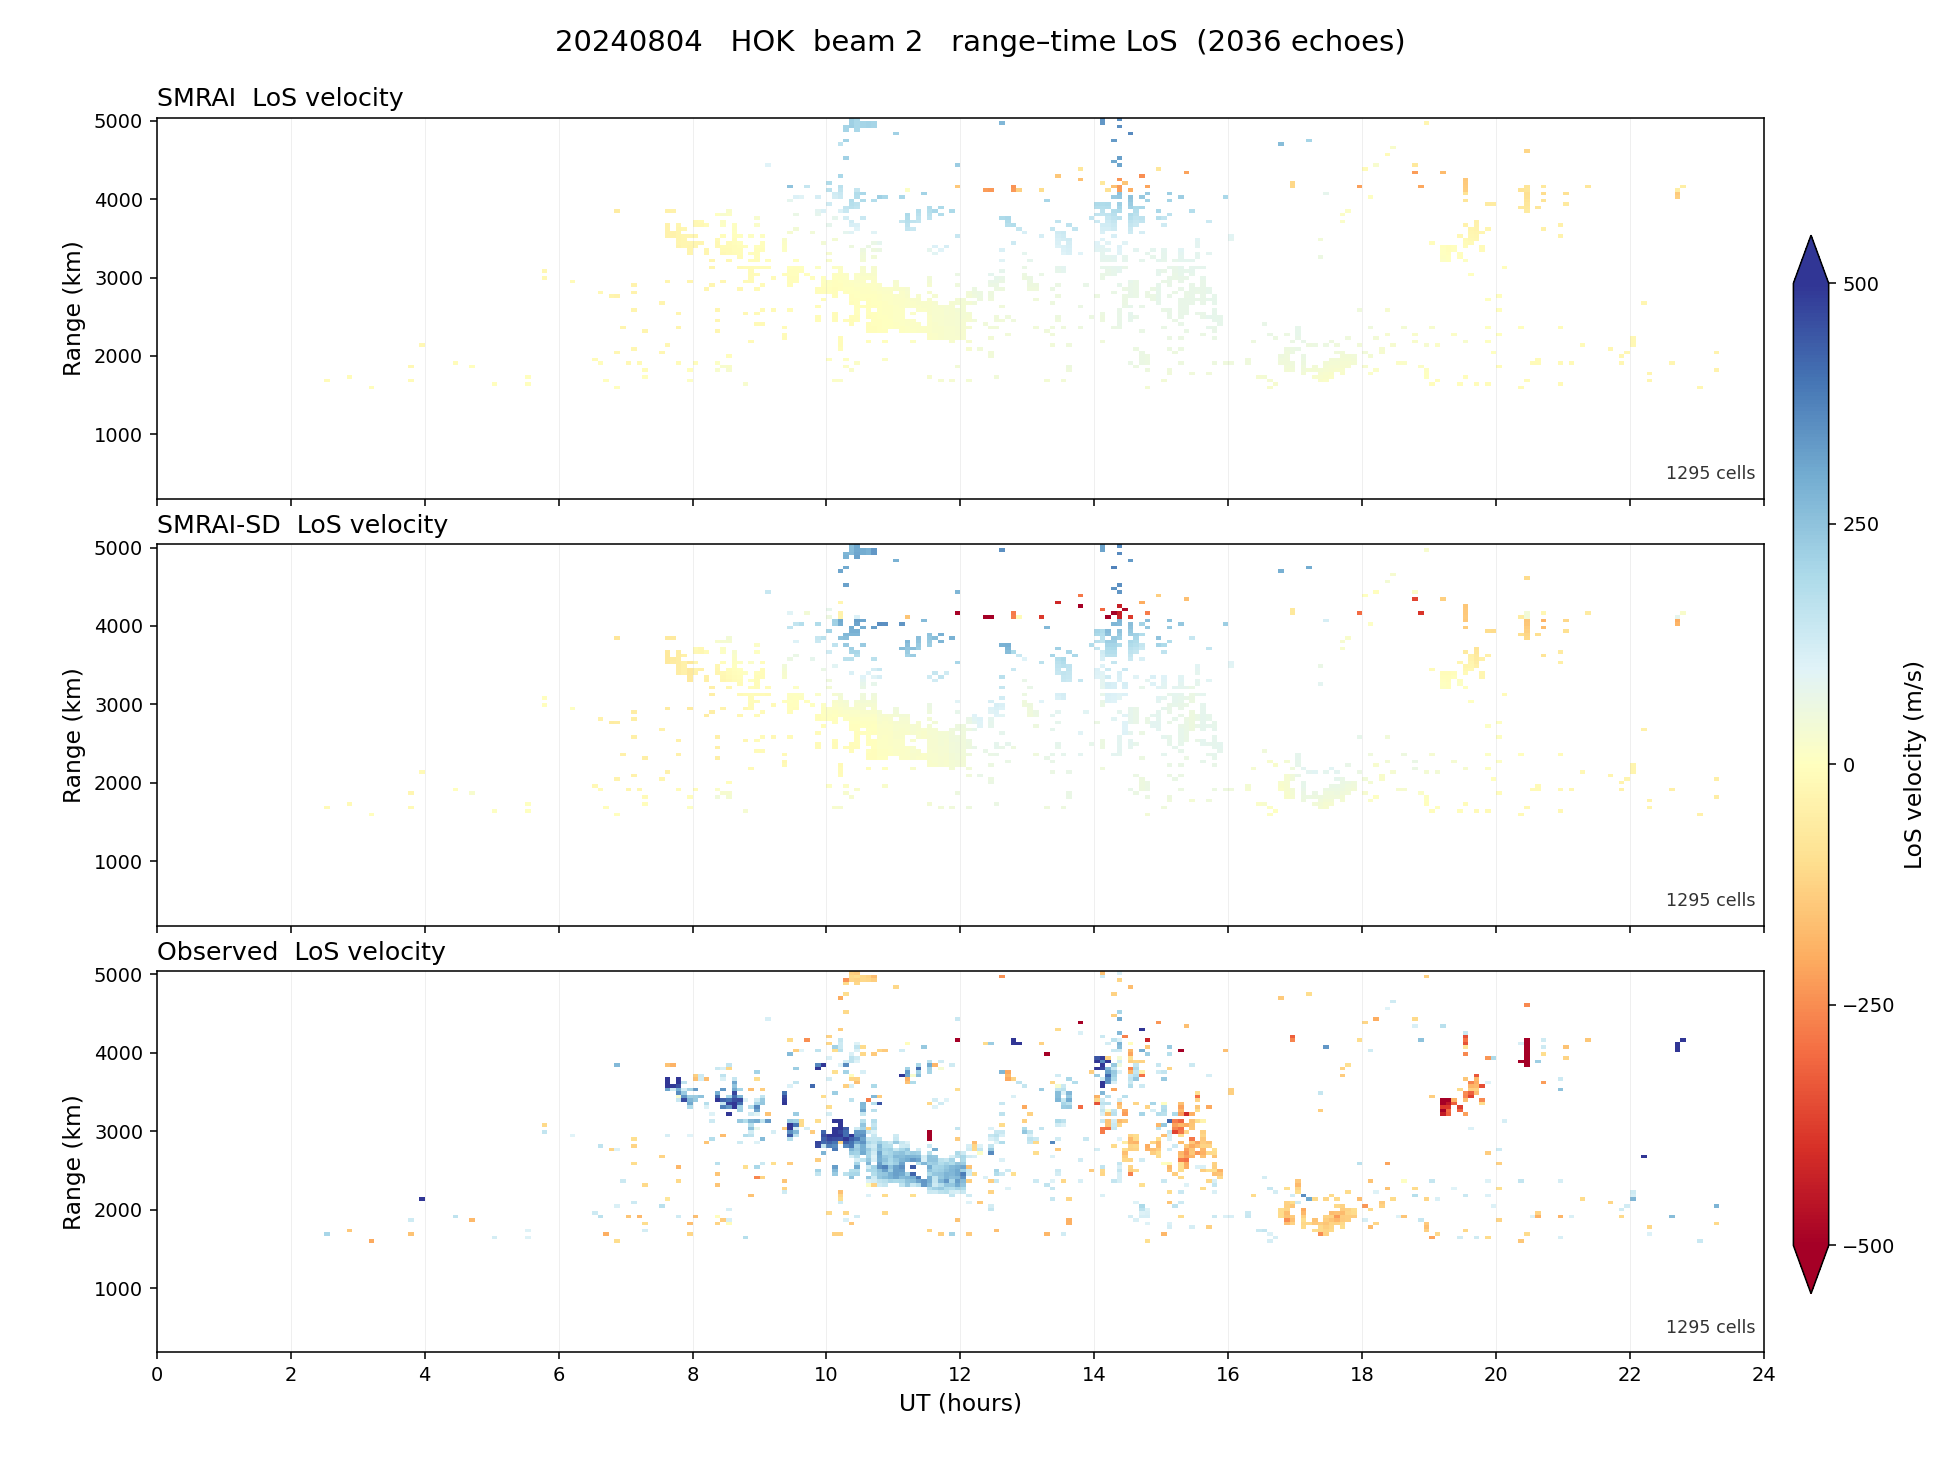 20240804 HOK beam 2 range–time LoS (2036 echoes)
SMRAI LoS velocity
5000
4000
3000
2000
1000
Range (km)
1295 cells
SMRAI-SD LoS velocity
5000
4000
3000
2000
1000
Range (km)
1295 cells
Observed LoS velocity
5000
4000
3000
2000
1000
Range (km)
1295 cells
0 2 4 6 8 10 12 14 16 18 20 22 24
UT (hours)
500
250
0
−250
−500
LoS velocity (m/s)